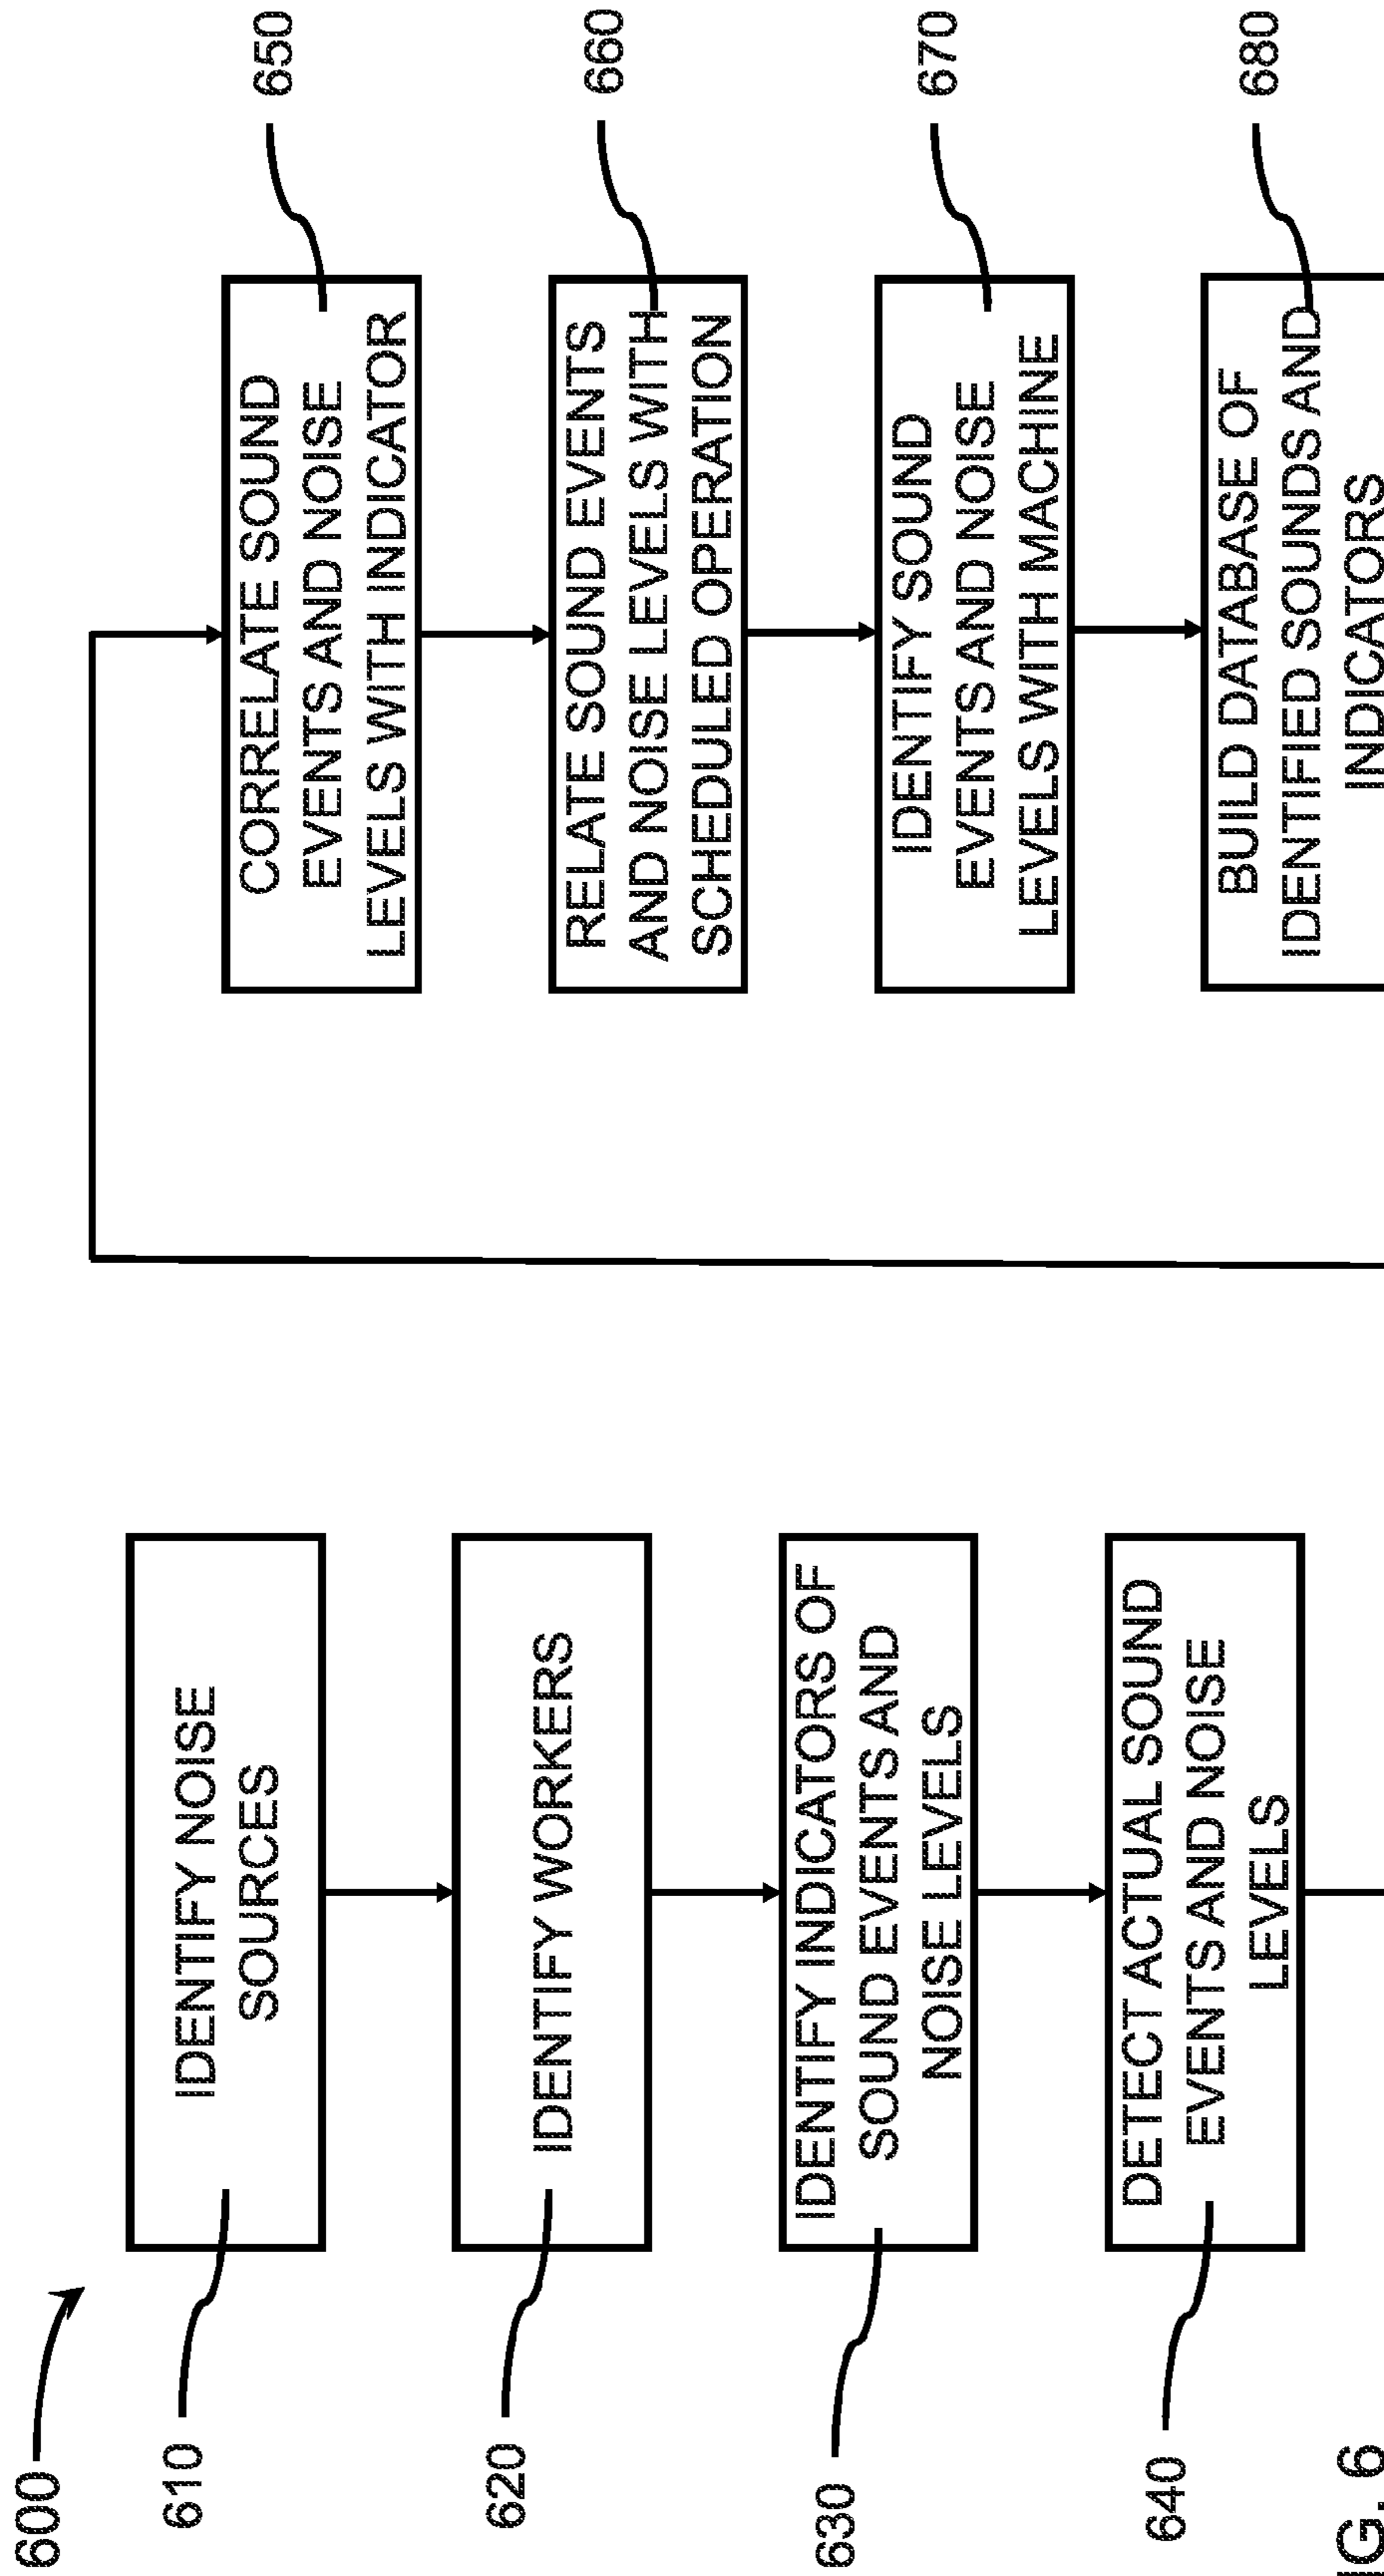 600
610
IDENTIFY NOISE
SOURCES
620
IDENTIFY WORKERS
630
IDENTIFY INDICATORS OF
SOUND EVENTS AND
NOISE LEVELS
640
DETECT ACTUAL SOUND
EVENTS AND NOISE
LEVELS
650
CORRELATE SOUND
EVENTS AND NOISE
LEVELS WITH INDICATOR
660
RELATE SOUND EVENTS
AND NOISE LEVELS WITH
SCHEDULED OPERATION
670
IDENTIFY SOUND
EVENTS AND NOISE
LEVELS WITH MACHINE
680
BUILD DATABASE OF
IDENTIFIED SOUNDS AND
INDICATORS
IG. 6